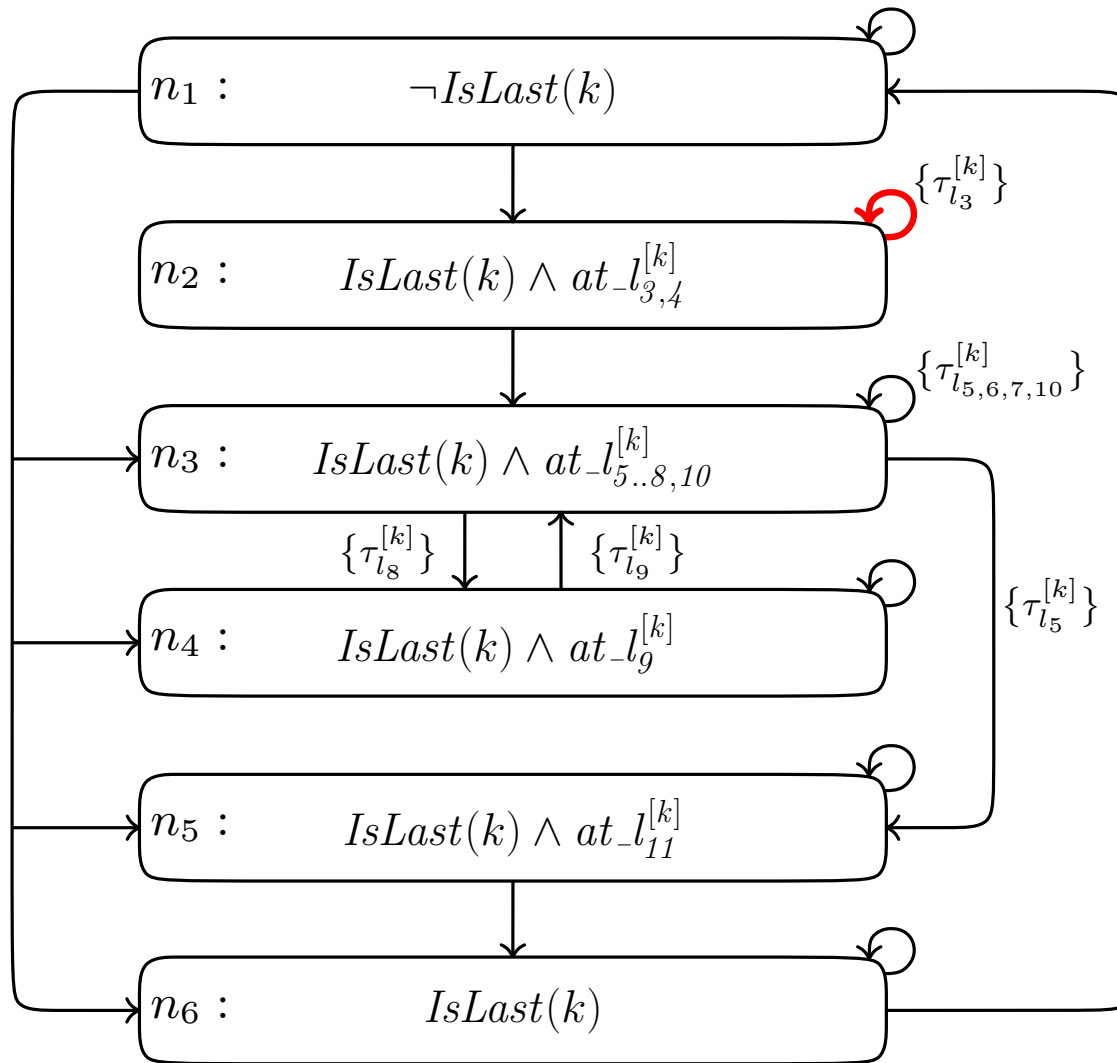 n₁ : ¬IsLast(k)
{τ_{l₃}^{[k]}}
n₂ : IsLast(k) ∧ at_l_{3,4}^{[k]}
{τ_{l_{5,6,7,10}}^{[k]}}
n₃ : IsLast(k) ∧ at_l_{5..8,10}^{[k]}
{τ_{l₈}^{[k]}} {τ_{l₉}^{[k]}}
{τ_{l₅}^{[k]}}
n₄ : IsLast(k) ∧ at_l_{9}^{[k]}
n₅ : IsLast(k) ∧ at_l_{11}^{[k]}
n₆ : IsLast(k)